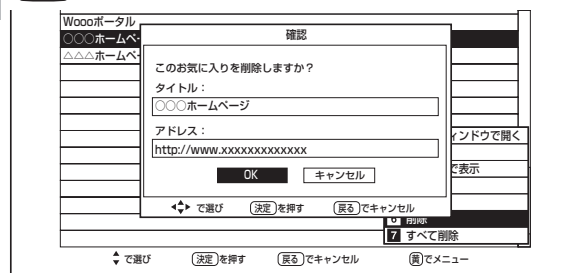 Woooポータル
○○○ホームペ
△△△ホームペ
確認
このお気に入りを削除しますか？
タイトル：
○○○ホームページ
アドレス：
http://www.xxxxxxxxxxxxx
OK キャンセル
で選び 決定を押す 戻るでキャンセル
ィンドウで開く
で表示
6 削除
7 すべて削除
で選び 決定を押す 戻るでキャンセル 黄でメニュー